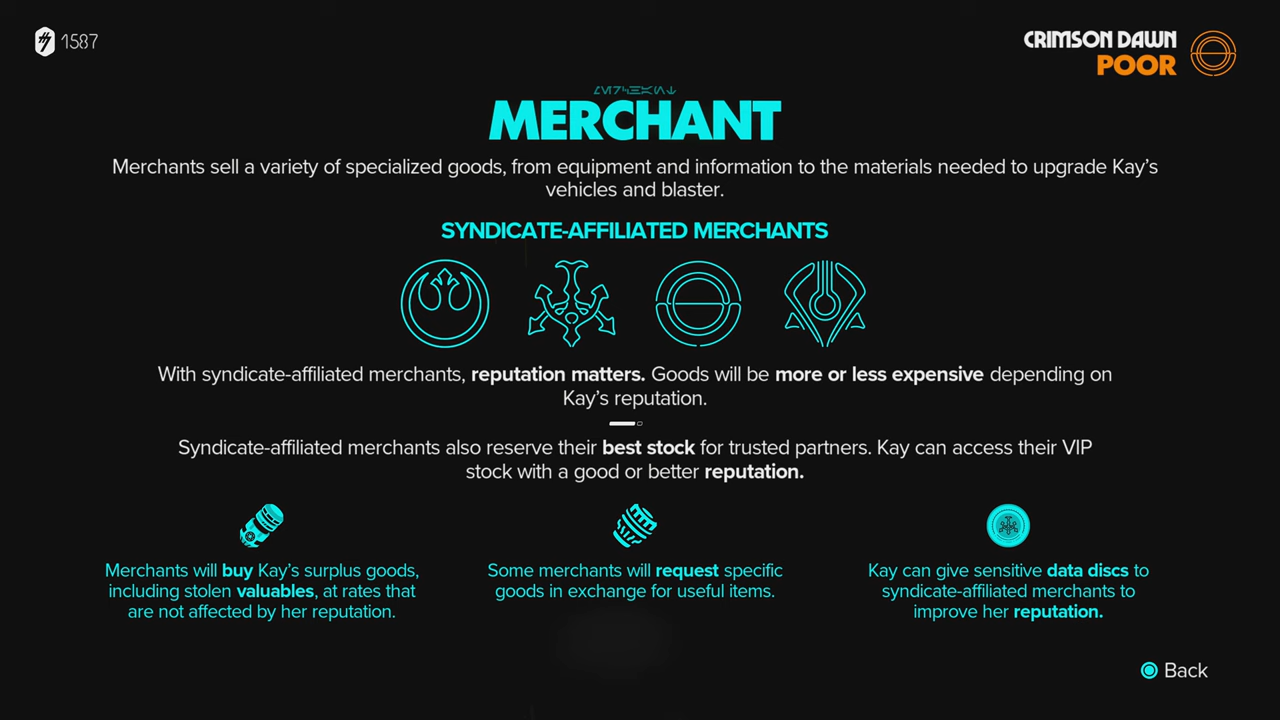 1587
CRIMSON DAWN
POOR
MERCHANT
Merchants sell a variety of specialized goods, from equipment and information to the materials needed to upgrade Kay's
vehicles and blaster.
SYNDICATE-AFFILIATED MERCHANTS
With syndicate-affiliated merchants, reputation matters. Goods will be more or less expensive depending on
Kay's reputation.
Syndicate-affiliated merchants also reserve their best stock for trusted partners. Kay can access their VIP
stock with a good or better reputation.
Merchants will buy Kay's surplus goods,
including stolen valuables, at rates that
are not affected by her reputation.
Some merchants will request specific
goods in exchange for useful items.
Kay can give sensitive data discs to
syndicate-affiliated merchants to
improve her reputation.
Back